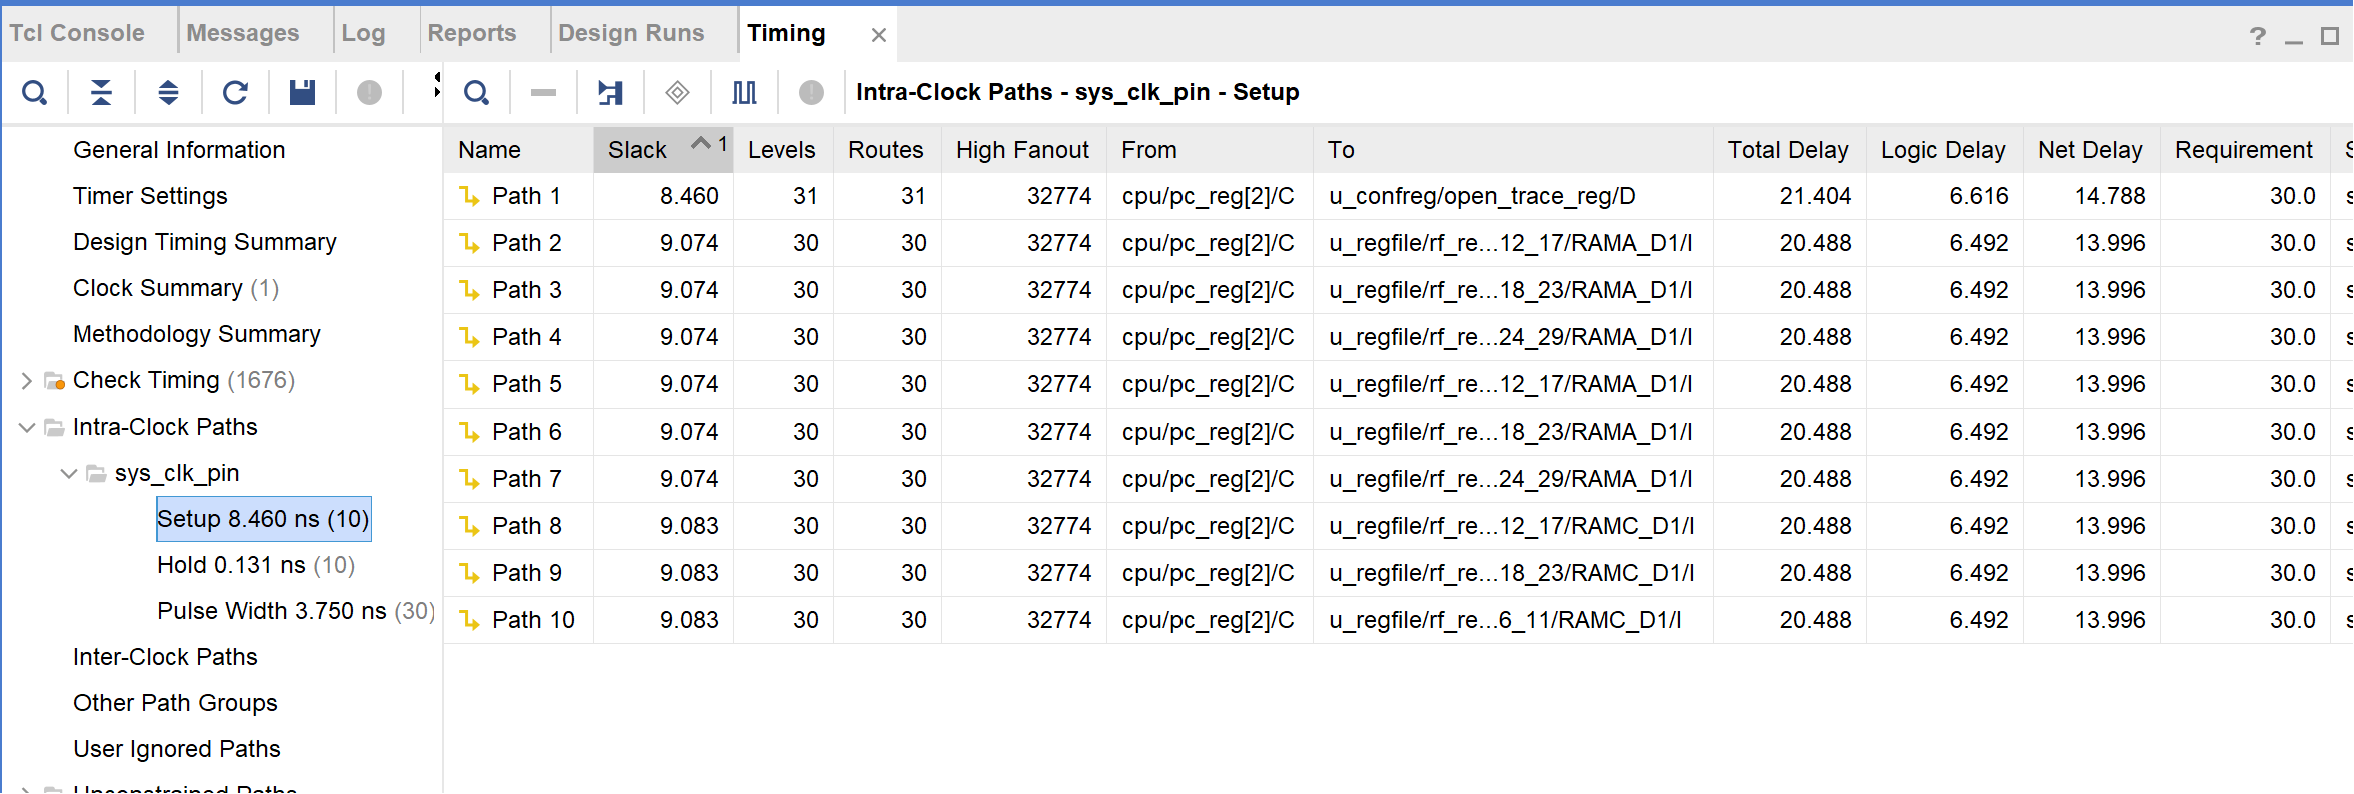 Tcl Console Messages Log Reports Design Runs Timing
Intra-Clock Paths - sys_clk_pin - Setup
General Information
Timer Settings
Design Timing Summary
Clock Summary (1)
Methodology Summary
Check Timing (1676)
Intra-Clock Paths
sys_clk_pin
Setup 8.460 ns (10)
Hold 0.131 ns (10)
Pulse Width 3.750 ns (30)
Inter-Clock Paths
Other Path Groups
User Ignored Paths
Unconstrained Paths
Name Slack 1 Levels Routes High Fanout From To Total Delay Logic Delay Net Delay Requirement
Path 1 8.460 31 31 32774 cpu/pc_reg[2]/C u_confreg/open_trace_reg/D 21.404 6.616 14.788 30.0
Path 2 9.074 30 30 32774 cpu/pc_reg[2]/C u_regfile/rf_re...12_17/RAMA_D1/I 20.488 6.492 13.996 30.0
Path 3 9.074 30 30 32774 cpu/pc_reg[2]/C u_regfile/rf_re...18_23/RAMA_D1/I 20.488 6.492 13.996 30.0
Path 4 9.074 30 30 32774 cpu/pc_reg[2]/C u_regfile/rf_re...24_29/RAMA_D1/I 20.488 6.492 13.996 30.0
Path 5 9.074 30 30 32774 cpu/pc_reg[2]/C u_regfile/rf_re...12_17/RAMA_D1/I 20.488 6.492 13.996 30.0
Path 6 9.074 30 30 32774 cpu/pc_reg[2]/C u_regfile/rf_re...18_23/RAMA_D1/I 20.488 6.492 13.996 30.0
Path 7 9.074 30 30 32774 cpu/pc_reg[2]/C u_regfile/rf_re...24_29/RAMA_D1/I 20.488 6.492 13.996 30.0
Path 8 9.083 30 30 32774 cpu/pc_reg[2]/C u_regfile/rf_re...12_17/RAMC_D1/I 20.488 6.492 13.996 30.0
Path 9 9.083 30 30 32774 cpu/pc_reg[2]/C u_regfile/rf_re...18_23/RAMC_D1/I 20.488 6.492 13.996 30.0
Path 10 9.083 30 30 32774 cpu/pc_reg[2]/C u_regfile/rf_re...6_11/RAMC_D1/I 20.488 6.492 13.996 30.0